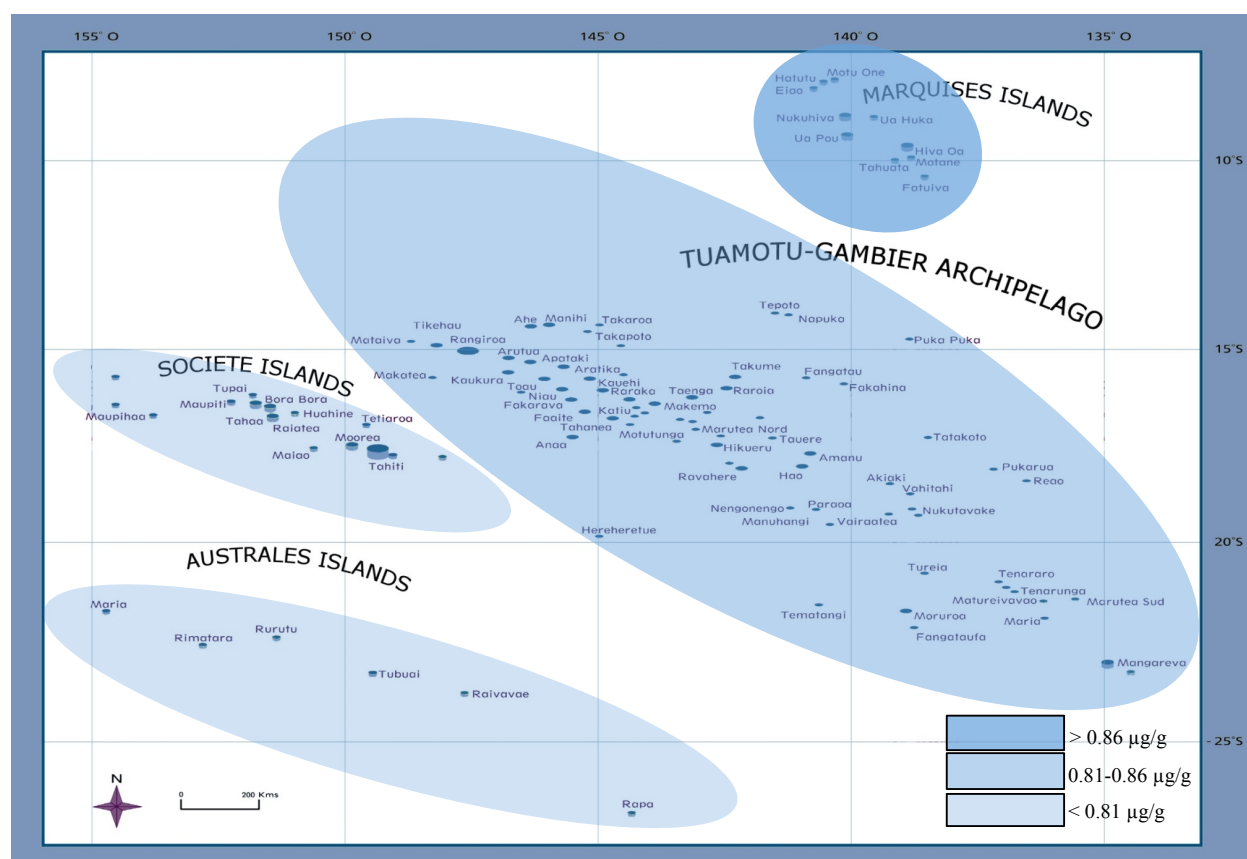 155° O 150° O 145° O 140° O 135° O
Motu One
Hatutu
Eiao
MARQUISES ISLANDS
Nukuhiva
Ua Huka
Ua Pou
Hiva Oa
Motane
Tahuata
Fatuiva
10°S
TUAMOTU-GAMBIER ARCHIPELAGO
Tepoto
Napuka
Puka Puka
Ahe Manihi Takaroa
Takapoto
Tikehau
Mataiva
Rangiroa
Arutua
Apataki
Aratika
Makatea
Kaukura
Toau
Kauehi
Niau
Raraka
Taenga
Takume
Raroia
Fangatau
Fakahina
Fakarava
Faaite
Katiu
Makemo
Tahanea
Marutea Nord
Motutunga
Anaa
Hikueru
Tauere
Amanu
Tatakoto
Ravahere
Hao
Akiaki
Vahitahi
Pukarua
Reao
Nengonengo
Paraoa
Manuhangi
Vairaatea
Nukutavake
Hereheretue
15°S
SOCIETE ISLANDS
Tupai
Bora Bora
Maupiti
Huahine
Maupihaa
Tahaa
Raiatea
Tetiaroa
Moorea
Maiao
Tahiti
20°S
Tureia
Tenararo
Tenarunga
Matureivavao
Marutea Sud
Tematangi
Moruroa
Maria
Fangataufa
Mangareva
AUSTRALES ISLANDS
Maria
Rimatara
Rurutu
Tubuai
Raivavae
Rapa
25°S
> 0.86 µg/g
0.81-0.86 µg/g
< 0.81 µg/g
N
0 200 Kms